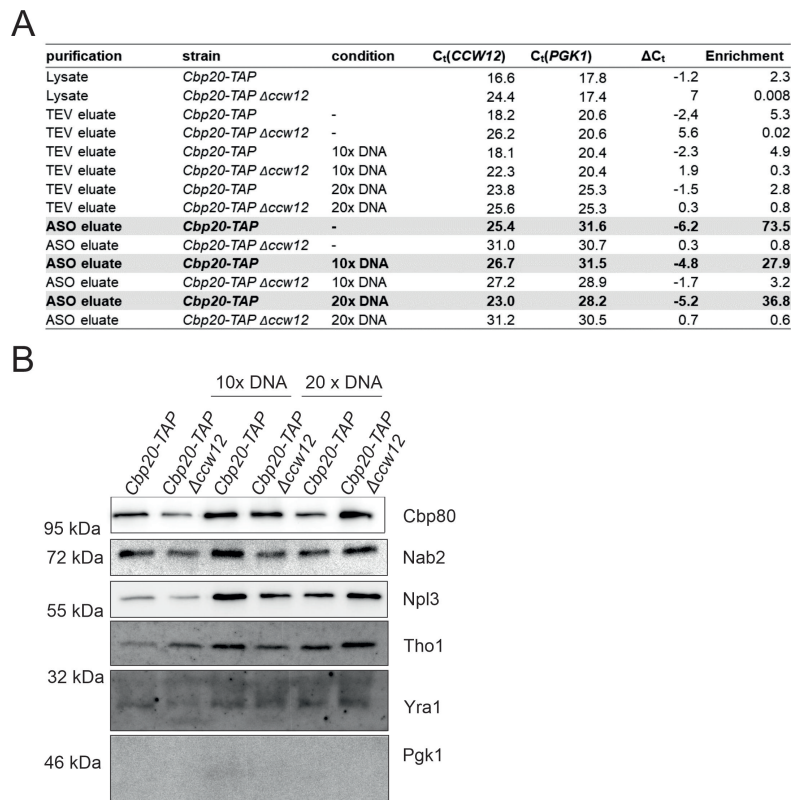 A
purification strain condition Ct(CCW12) Ct(PGK1) ΔCt Enrichment
Lysate Cbp20-TAP 16.6 17.8 -1.2 2.3
Lysate Cbp20-TAP Δccw12 24.4 17.4 7 0.008
TEV eluate Cbp20-TAP - 18.2 20.6 -2,4 5.3
TEV eluate Cbp20-TAP Δccw12 - 26.2 20.6 5.6 0.02
TEV eluate Cbp20-TAP 10x DNA 18.1 20.4 -2.3 4.9
TEV eluate Cbp20-TAP Δccw12 10x DNA 22.3 20.4 1.9 0.3
TEV eluate Cbp20-TAP 20x DNA 23.8 25.3 -1.5 2.8
TEV eluate Cbp20-TAP Δccw12 20x DNA 25.6 25.3 0.3 0.8
ASO eluate Cbp20-TAP - 25.4 31.6 -6.2 73.5
ASO eluate Cbp20-TAP Δccw12 - 31.0 30.7 0.3 0.8
ASO eluate Cbp20-TAP 10x DNA 26.7 31.5 -4.8 27.9
ASO eluate Cbp20-TAP Δccw12 10x DNA 27.2 28.9 -1.7 3.2
ASO eluate Cbp20-TAP 20x DNA 23.0 28.2 -5.2 36.8
ASO eluate Cbp20-TAP Δccw12 20x DNA 31.2 30.5 0.7 0.6
B
10x DNA 20 x DNA
Cbp20-TAP
Cbp20-TAP
Δccw12
Cbp20-TAP
Cbp20-TAP
Δccw12
Cbp20-TAP
Cbp20-TAP
Δccw12
Cbp80
95 kDa
72 kDa Nab2
Npl3
55 kDa
Tho1
32 kDa
Yra1
Pgk1
46 kDa